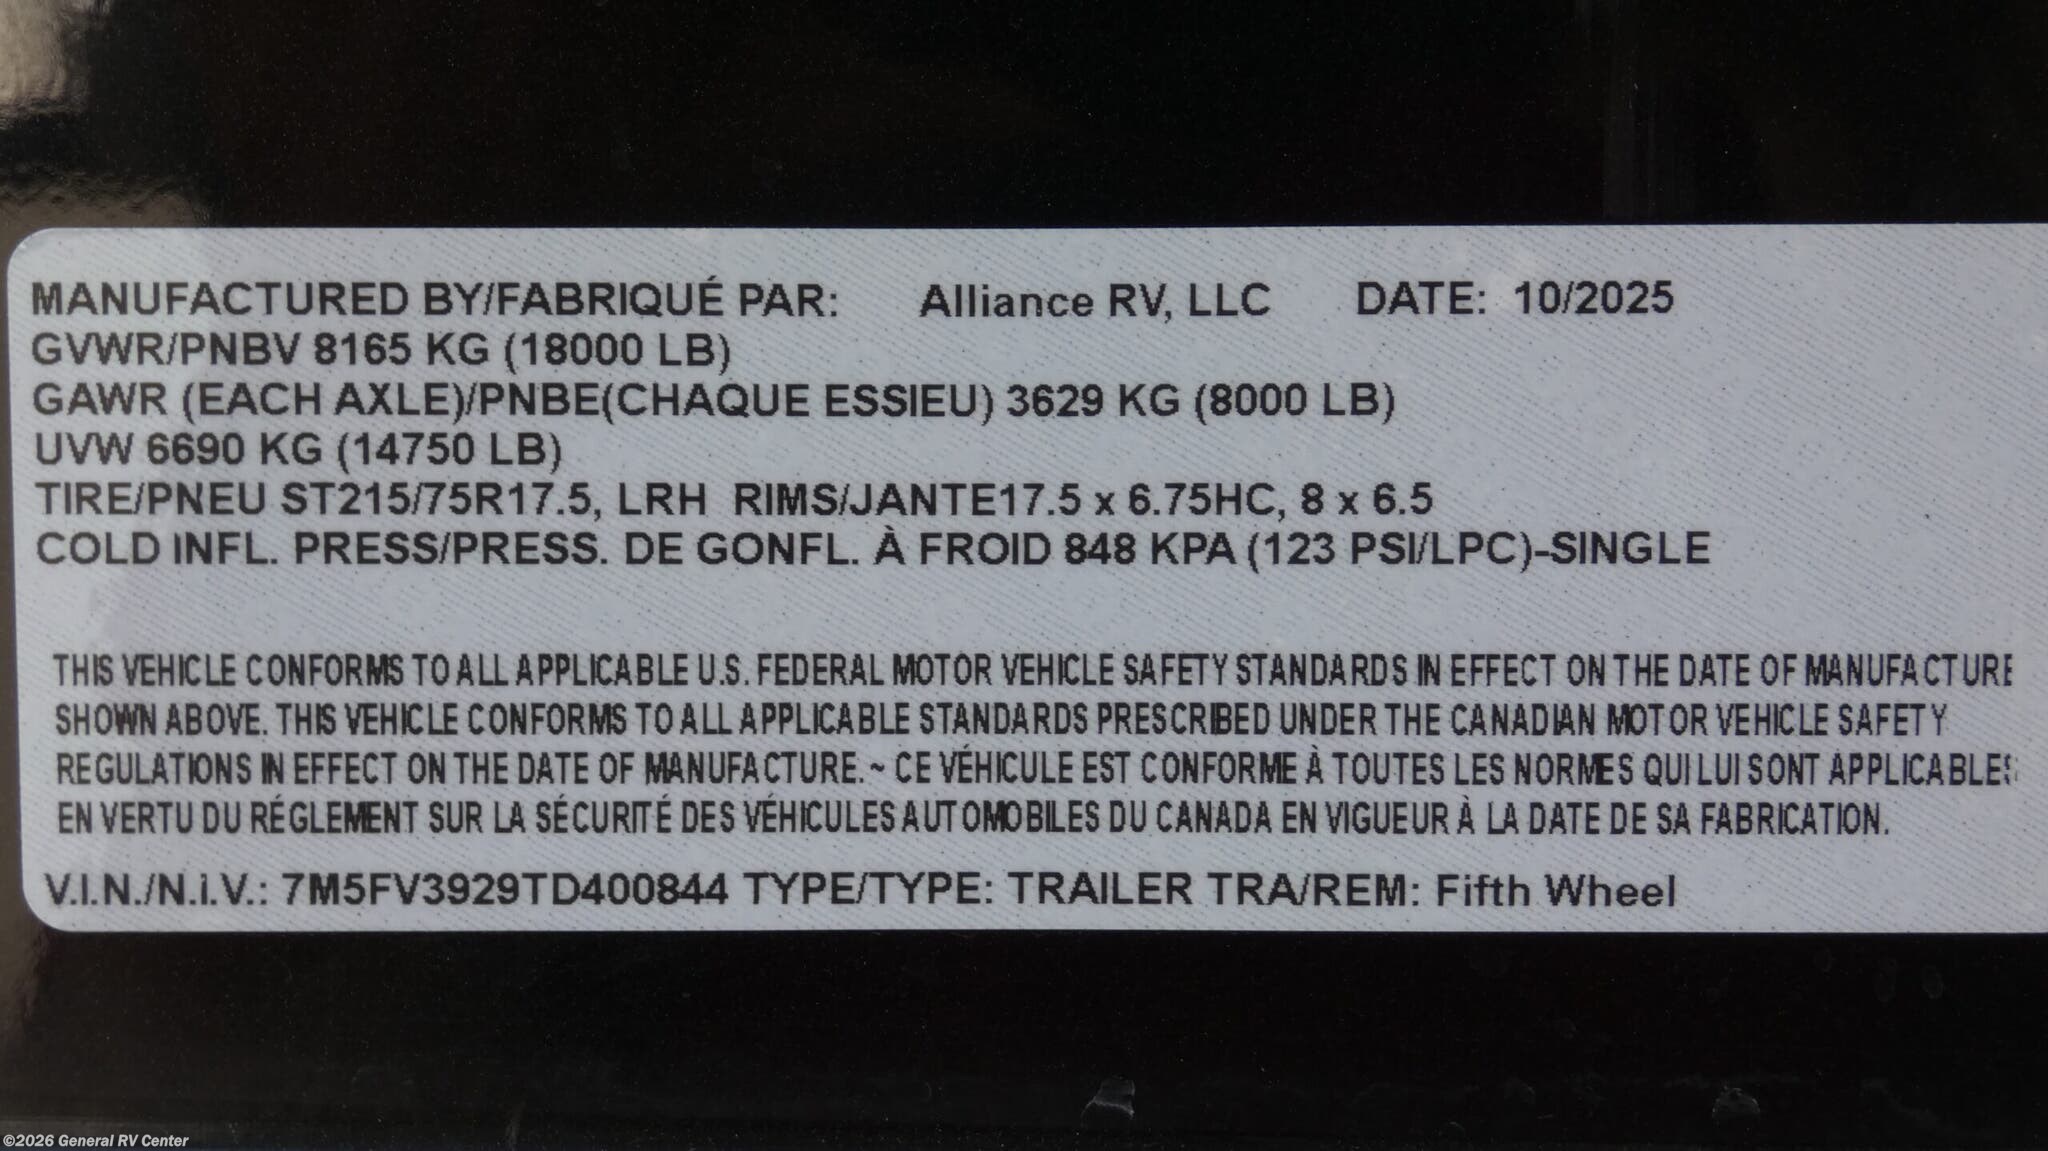 MANUFACTURED BY/FABRIQUÉ PAR: Alliance RV, LLC DATE: 10/2025
GVWR/PNBV 8165 KG (18000 LB)
GAWR (EACH AXLE)/PNBE(CHAQUE ESSIEU) 3629 KG (8000 LB)
UVW 6690 KG (14750 LB)
TIRE/PNEU ST215/75R17.5, LRH RIMS/JANTE17.5 x 6.75HC, 8 x 6.5
COLD INFL. PRESS/PRESS. DE GONFL. À FROID 848 KPA (123 PSI/LPC)-SINGLE
THIS VEHICLE CONFORMS TO ALL APPLICABLE U.S. FEDERAL MOTOR VEHICLE SAFETY STANDARDS IN EFFECT ON THE DATE OF MANUFACTURE
SHOWN ABOVE. THIS VEHICLE CONFORMS TO ALL APPLICABLE STANDARDS PRESCRIBED UNDER THE CANADIAN MOTOR VEHICLE SAFETY
REGULATIONS IN EFFECT ON THE DATE OF MANUFACTURE. ~ CE VÉHICULE EST CONFORME À TOUTES LES NORMES QUI LUI SONT APPLICABLES
EN VERTU DU RÉGLEMENT SUR LA SÉCURITÉ DES VÉHICULES AUTOMOBILES DU CANADA EN VIGUEUR À LA DATE DE SA FABRICATION.
V.I.N./N.I.V.: 7M5FV3929TD400844 TYPE/TYPE: TRAILER TRA/REM: Fifth Wheel
©2026 General RV Center